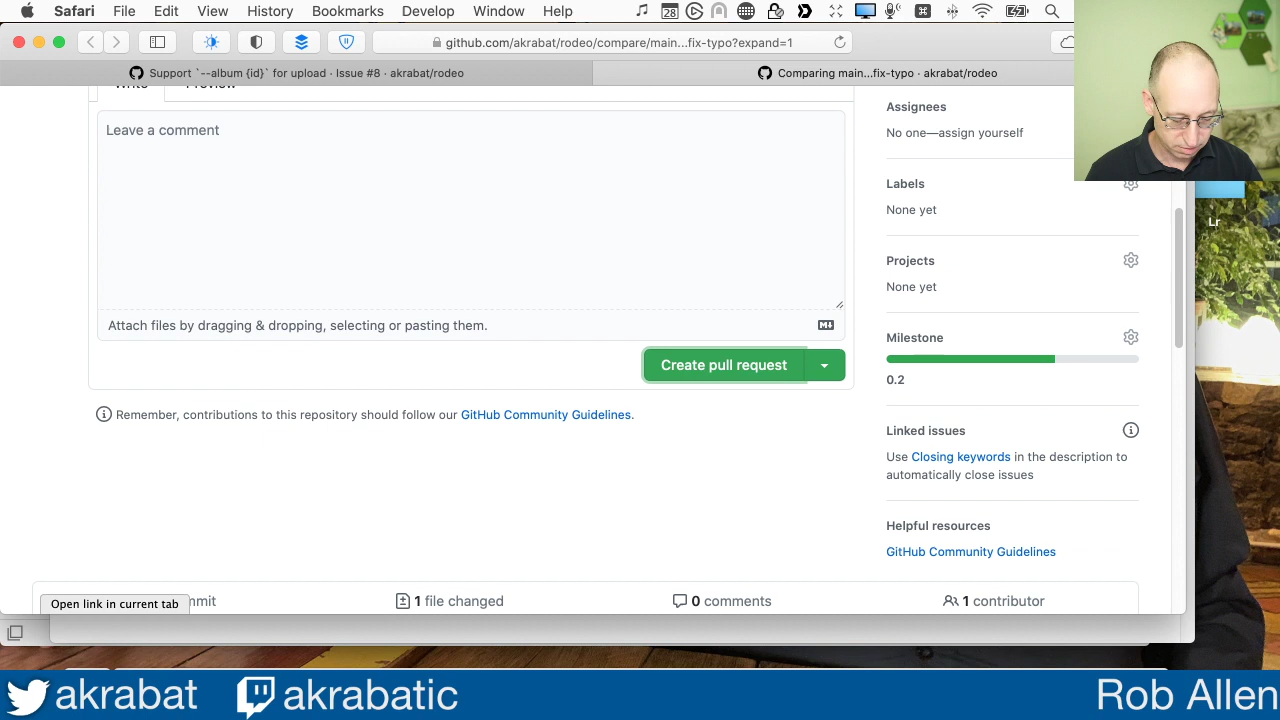 Safari File Edit View History Bookmarks Develop Window Help
28
github.com/akrabat/rodeo/compare/main...fix-typo?expand=1
Support `--album {id}` for upload · Issue #8 · akrabat/rodeo
Comparing main...fix-typo · akrabat/rodeo
Write Preview
Leave a comment
Attach files by dragging & dropping, selecting or pasting them.
Create pull request
Remember, contributions to this repository should follow our GitHub Community Guidelines.
Assignees
No one—assign yourself
Labels
None yet
Projects
None yet
Milestone
0.2
Linked issues
Use Closing keywords in the description to
automatically close issues
Helpful resources
GitHub Community Guidelines
Open link in current tab
1 file changed
0 comments
1 contributor
Lr
akrabat akrabatic Rob Allen